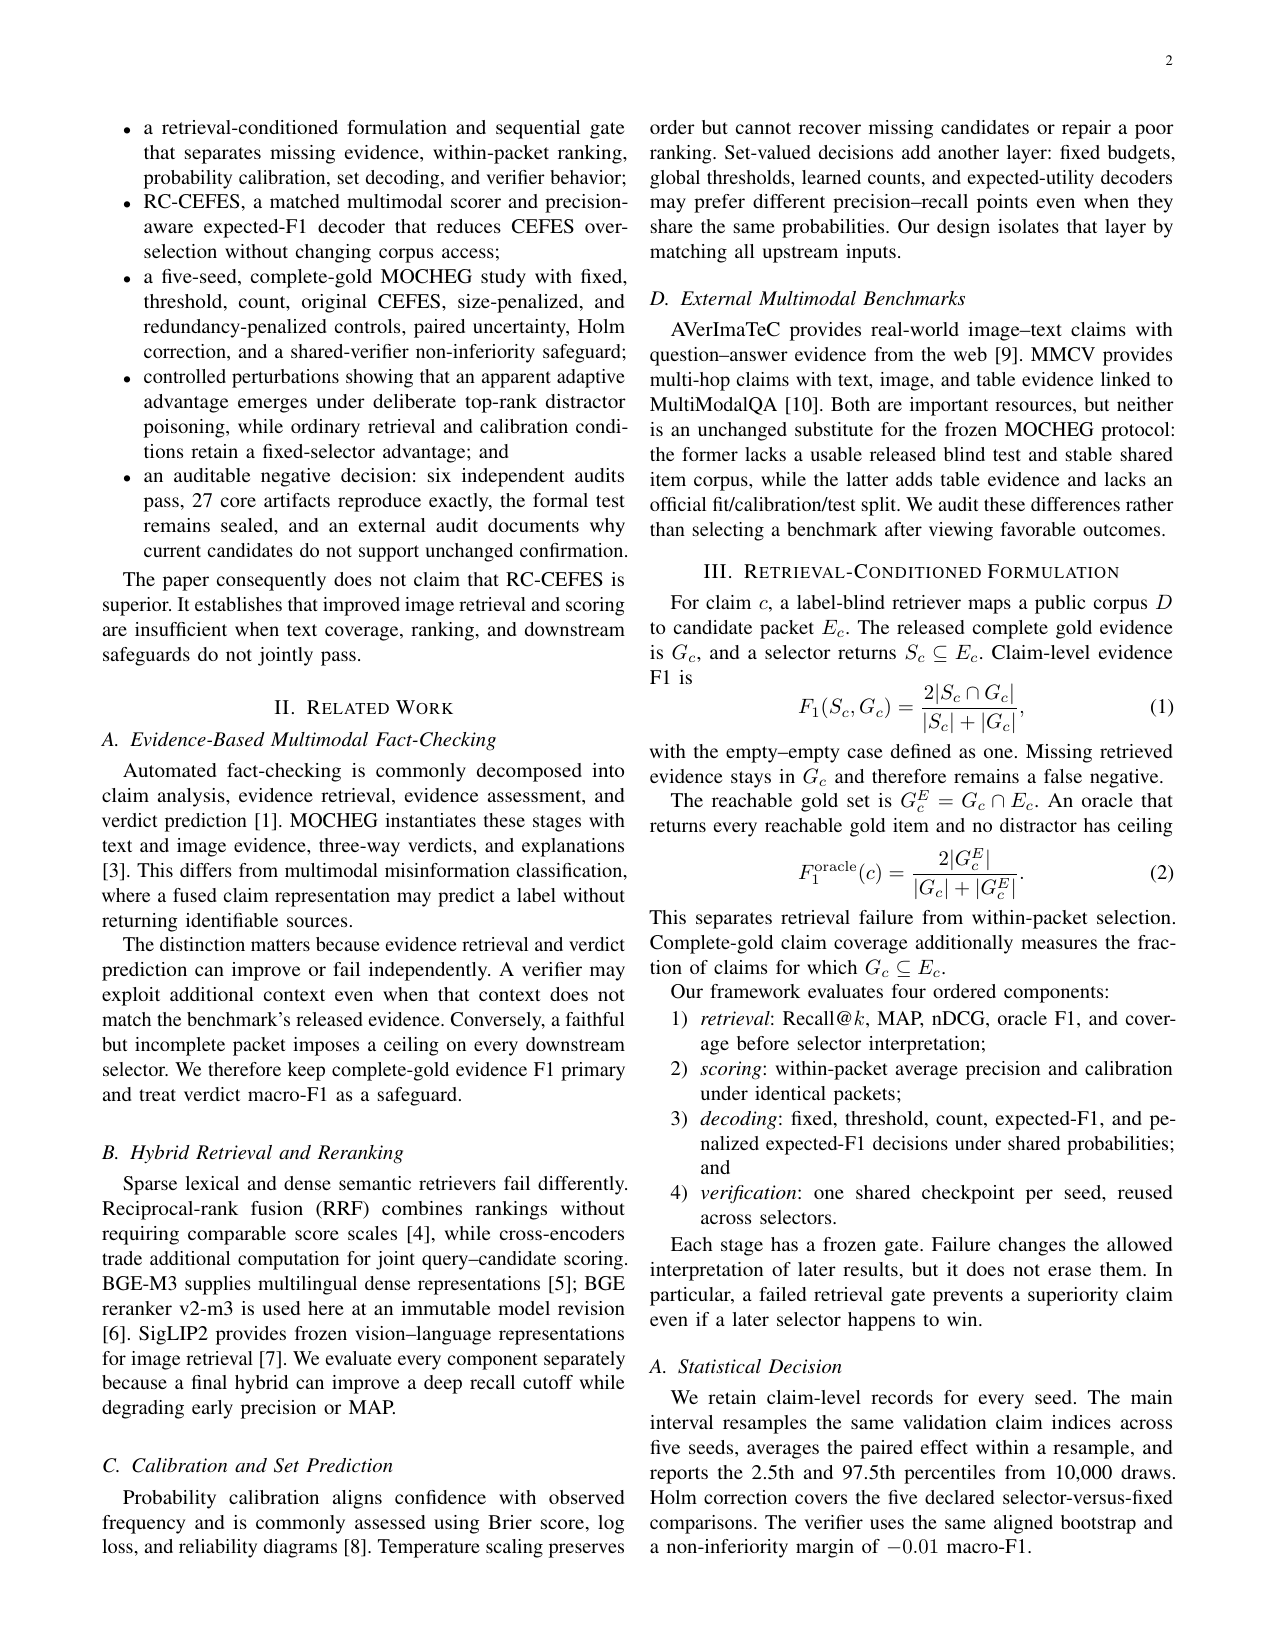 2
• a retrieval-conditioned formulation and sequential gate
that separates missing evidence, within-packet ranking,
probability calibration, set decoding, and verifier behavior;
• RC-CEFES, a matched multimodal scorer and precision-
aware expected-F1 decoder that reduces CEFES over-
selection without changing corpus access;
• a five-seed, complete-gold MOCHEG study with fixed,
threshold, count, original CEFES, size-penalized, and
redundancy-penalized controls, paired uncertainty, Holm
correction, and a shared-verifier non-inferiority safeguard;
• controlled perturbations showing that an apparent adaptive
advantage emerges under deliberate top-rank distractor
poisoning, while ordinary retrieval and calibration condi-
tions retain a fixed-selector advantage; and
• an auditable negative decision: six independent audits
pass, 27 core artifacts reproduce exactly, the formal test
remains sealed, and an external audit documents why
current candidates do not support unchanged confirmation.
The paper consequently does not claim that RC-CEFES is
superior. It establishes that improved image retrieval and scoring
are insufficient when text coverage, ranking, and downstream
safeguards do not jointly pass.
II. RELATED WORK
A. Evidence-Based Multimodal Fact-Checking
Automated fact-checking is commonly decomposed into
claim analysis, evidence retrieval, evidence assessment, and
verdict prediction [1]. MOCHEG instantiates these stages with
text and image evidence, three-way verdicts, and explanations
[3]. This differs from multimodal misinformation classification,
where a fused claim representation may predict a label without
returning identifiable sources.
The distinction matters because evidence retrieval and verdict
prediction can improve or fail independently. A verifier may
exploit additional context even when that context does not
match the benchmark's released evidence. Conversely, a faithful
but incomplete packet imposes a ceiling on every downstream
selector. We therefore keep complete-gold evidence F1 primary
and treat verdict macro-F1 as a safeguard.
B. Hybrid Retrieval and Reranking
Sparse lexical and dense semantic retrievers fail differently.
Reciprocal-rank fusion (RRF) combines rankings without
requiring comparable score scales [4], while cross-encoders
trade additional computation for joint query–candidate scoring.
BGE-M3 supplies multilingual dense representations [5]; BGE
reranker v2-m3 is used here at an immutable model revision
[6]. SigLIP2 provides frozen vision–language representations
for image retrieval [7]. We evaluate every component separately
because a final hybrid can improve a deep recall cutoff while
degrading early precision or MAP.
C. Calibration and Set Prediction
Probability calibration aligns confidence with observed
frequency and is commonly assessed using Brier score, log
loss, and reliability diagrams [8]. Temperature scaling preserves
order but cannot recover missing candidates or repair a poor
ranking. Set-valued decisions add another layer: fixed budgets,
global thresholds, learned counts, and expected-utility decoders
may prefer different precision–recall points even when they
share the same probabilities. Our design isolates that layer by
matching all upstream inputs.
D. External Multimodal Benchmarks
AVerImaTeC provides real-world image–text claims with
question–answer evidence from the web [9]. MMCV provides
multi-hop claims with text, image, and table evidence linked to
MultiModalQA [10]. Both are important resources, but neither
is an unchanged substitute for the frozen MOCHEG protocol:
the former lacks a usable released blind test and stable shared
item corpus, while the latter adds table evidence and lacks an
official fit/calibration/test split. We audit these differences rather
than selecting a benchmark after viewing favorable outcomes.
III. RETRIEVAL-CONDITIONED FORMULATION
For claim c, a label-blind retriever maps a public corpus D
to candidate packet E_c. The released complete gold evidence
is G_c, and a selector returns S_c ⊆ E_c. Claim-level evidence
F1 is
F_1(S_c, G_c) = 2|S_c ∩ G_c| / (|S_c| + |G_c|), (1)
with the empty–empty case defined as one. Missing retrieved
evidence stays in G_c and therefore remains a false negative.
The reachable gold set is G_c^E = G_c ∩ E_c. An oracle that
returns every reachable gold item and no distractor has ceiling
F_1^oracle(c) = 2|G_c^E| / (|G_c| + |G_c^E|). (2)
This separates retrieval failure from within-packet selection.
Complete-gold claim coverage additionally measures the frac-
tion of claims for which G_c ⊆ E_c.
Our framework evaluates four ordered components:
1) retrieval: Recall@k, MAP, nDCG, oracle F1, and cover-
age before selector interpretation;
2) scoring: within-packet average precision and calibration
under identical packets;
3) decoding: fixed, threshold, count, expected-F1, and pe-
nalized expected-F1 decisions under shared probabilities;
and
4) verification: one shared checkpoint per seed, reused
across selectors.
Each stage has a frozen gate. Failure changes the allowed
interpretation of later results, but it does not erase them. In
particular, a failed retrieval gate prevents a superiority claim
even if a later selector happens to win.
A. Statistical Decision
We retain claim-level records for every seed. The main
interval resamples the same validation claim indices across
five seeds, averages the paired effect within a resample, and
reports the 2.5th and 97.5th percentiles from 10,000 draws.
Holm correction covers the five declared selector-versus-fixed
comparisons. The verifier uses the same aligned bootstrap and
a non-inferiority margin of −0.01 macro-F1.